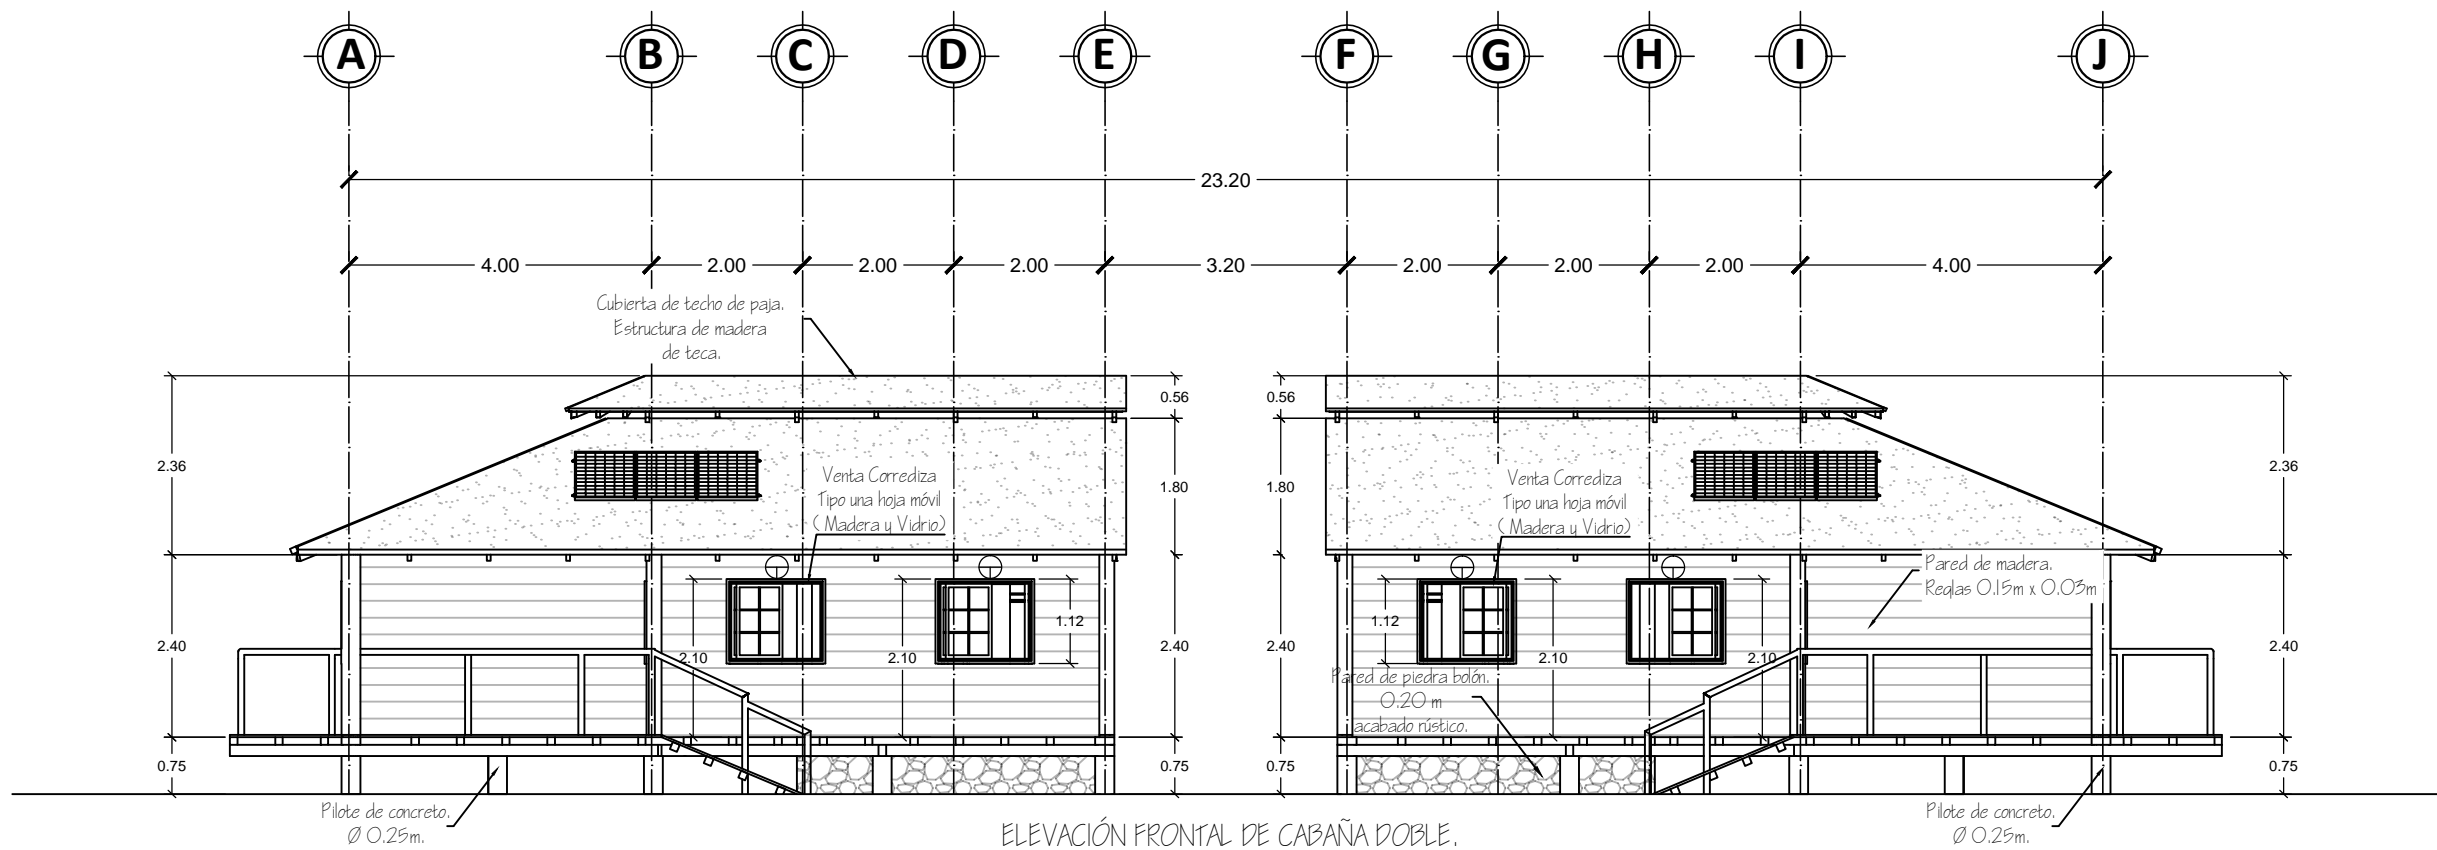 A B C D E F G H I J
23.20
4.00 2.00 2.00 2.00 3.20 2.00 2.00 2.00 4.00
Cubierta de techo de paja.
Estructura de madera
de teca.
0.56 0.56
2.36 2.36
Venta Corrediza
Tipo una hoja móvil
( Madera y Vidrio)
1.80 1.80
Venta Corrediza
Tipo una hoja móvil
( Madera y Vidrio)
Pared de madera.
Reglas 0.15m x 0.03m
1.12 1.12
2.40 2.10 2.10 2.40 2.40 2.10 2.10 2.40
Pared de piedra bolón.
0.20 m
acabado rústico.
0.75 0.75 0.75 0.75
Pilote de concreto.
Ø 0.25m.
Pilote de concreto.
Ø 0.25m.
ELEVACIÓN FRONTAL DE CABAÑA DOBLE.